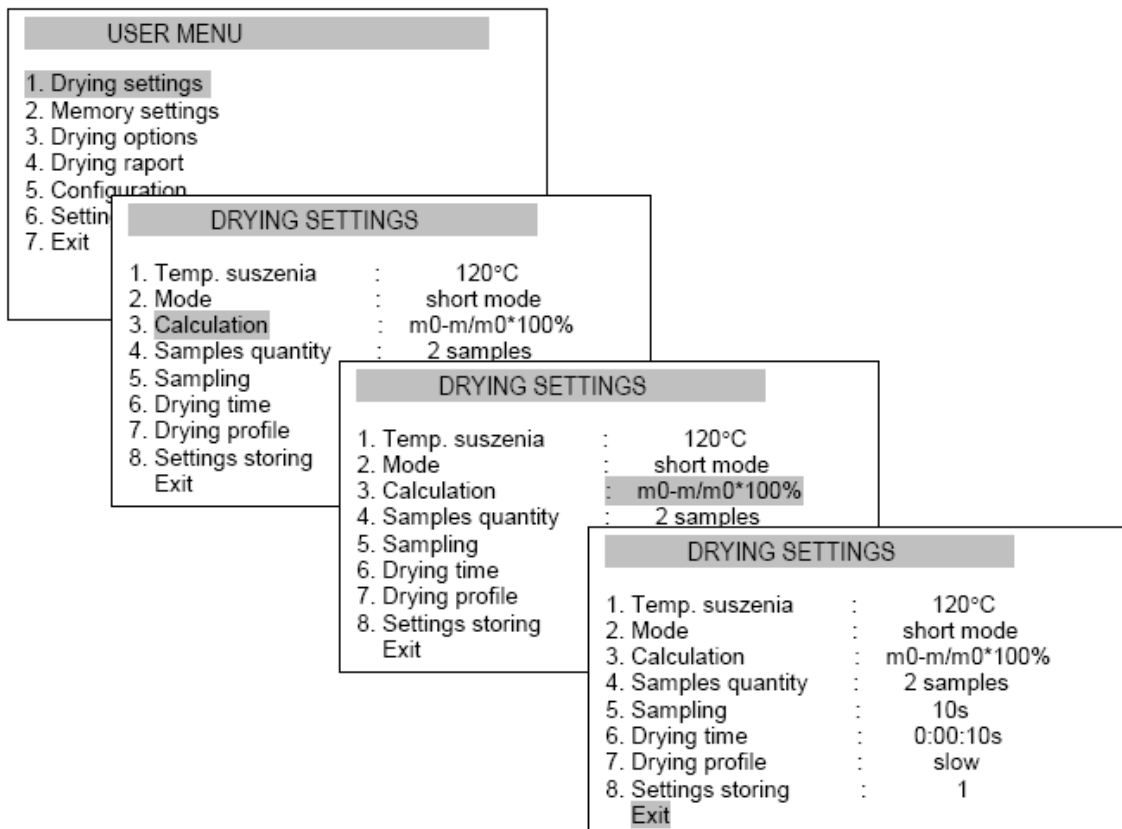 USER MENU
1. Drying settings
2. Memory settings
3. Drying options
4. Drying raport
5. Configuration
6. Settin
7. Exit
DRYING SETTINGS
1. Temp. suszenia : 120°C
2. Mode : short mode
3. Calculation : m0-m/m0*100%
4. Samples quantity : 2 samples
5. Sampling
6. Drying time
7. Drying profile
8. Settings storing
Exit
DRYING SETTINGS
1. Temp. suszenia : 120°C
2. Mode : short mode
3. Calculation : m0-m/m0*100%
4. Samples quantity : 2 samples
5. Sampling
6. Drying time
7. Drying profile
8. Settings storing
Exit
DRYING SETTINGS
1. Temp. suszenia : 120°C
2. Mode : short mode
3. Calculation : m0-m/m0*100%
4. Samples quantity : 2 samples
5. Sampling : 10s
6. Drying time : 0:00:10s
7. Drying profile : slow
8. Settings storing : 1
Exit